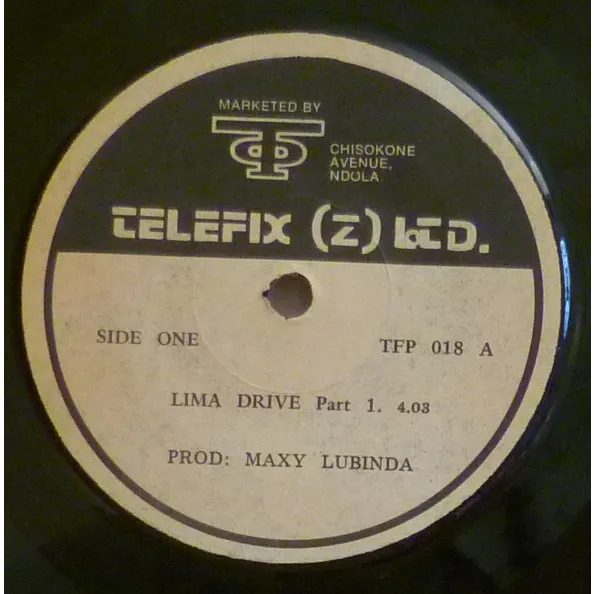 MARKETED BY
CHISOKONE
AVENUE,
NDOLA.
TELEFIX (Z) LTD.
SIDE ONE
TFP 018 A
LIMA DRIVE Part 1. 4.03
PROD: MAXY LUBINDA